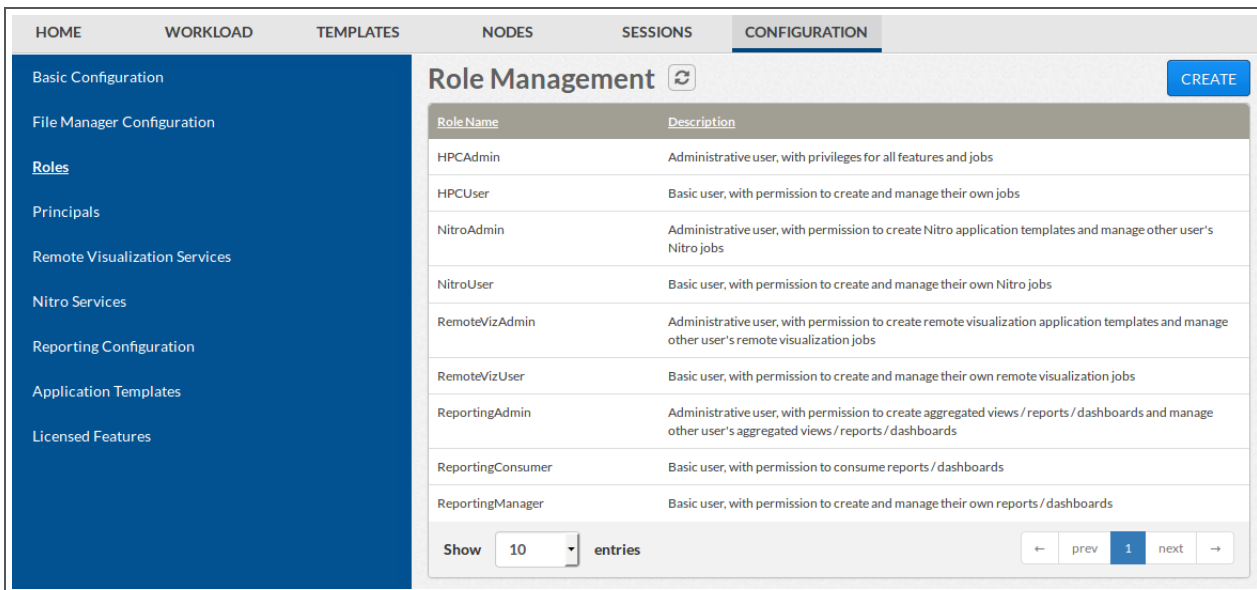 HOME WORKLOAD TEMPLATES NODES SESSIONS CONFIGURATION
Basic Configuration
File Manager Configuration
Roles
Principals
Remote Visualization Services
Nitro Services
Reporting Configuration
Application Templates
Licensed Features
Role Management
CREATE
Role Name Description
HPCAdmin Administrative user, with privileges for all features and jobs
HPCUser Basic user, with permission to create and manage their own jobs
NitroAdmin Administrative user, with permission to create Nitro application templates and manage other user's
Nitro jobs
NitroUser Basic user, with permission to create and manage their own Nitro jobs
RemoteVizAdmin Administrative user, with permission to create remote visualization application templates and manage
other user's remote visualization jobs
RemoteVizUser Basic user, with permission to create and manage their own remote visualization jobs
ReportingAdmin Administrative user, with permission to create aggregated views / reports / dashboards and manage
other user's aggregated views / reports / dashboards
ReportingConsumer Basic user, with permission to consume reports / dashboards
ReportingManager Basic user, with permission to create and manage their own reports / dashboards
Show 10 entries ← prev 1 next →